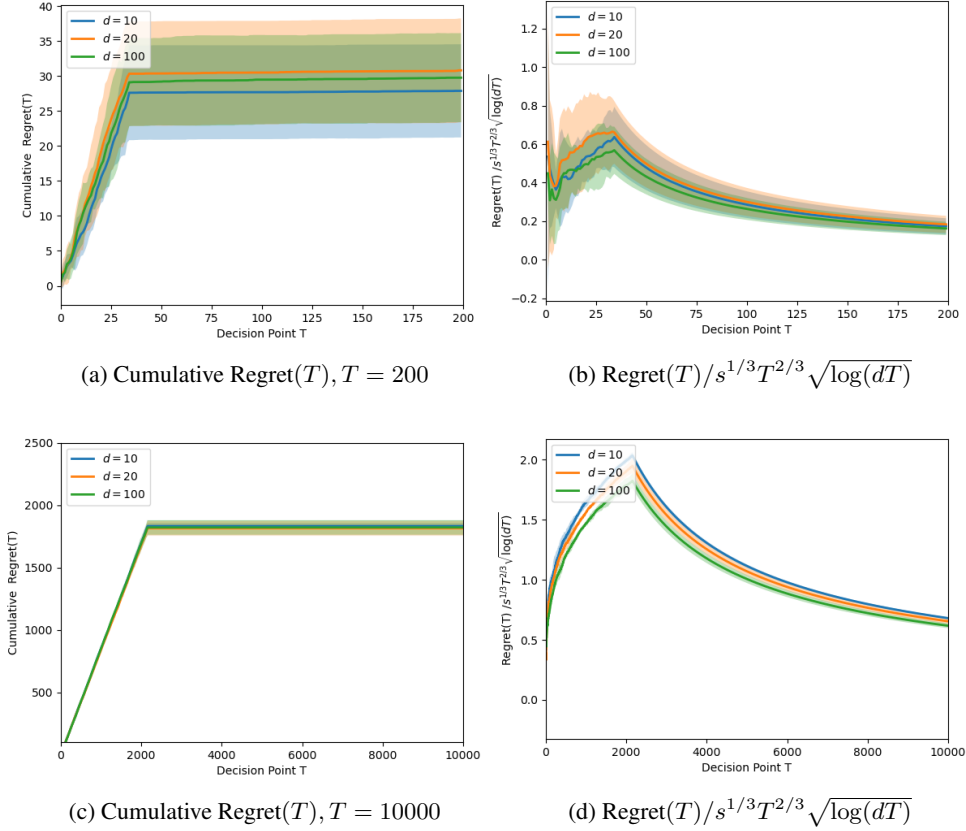 40
35
30
25
20
15
10
5
0
Cumulative Regret(T)
d = 10
d = 20
d = 100
0 25 50 75 100 125 150 175 200
Decision Point T
(a) Cumulative Regret(T), T = 200
1.2
1.0
0.8
0.6
0.4
0.2
0.0
−0.2
Regret(T) /s^{1/3}T^{2/3}√log(dT)
d = 10
d = 20
d = 100
0 25 50 75 100 125 150 175 200
Decision Point T
(b) Regret(T)/s^{1/3}T^{2/3}√log(dT)
2500
2000
1500
1000
500
Cumulative Regret(T)
d = 10
d = 20
d = 100
0 2000 4000 6000 8000 10000
Decision Point T
(c) Cumulative Regret(T), T = 10000
2.0
1.5
1.0
0.5
0.0
Regret(T) /s^{1/3}T^{2/3}√log(dT)
d = 10
d = 20
d = 100
0 2000 4000 6000 8000 10000
Decision Point T
(d) Regret(T)/s^{1/3}T^{2/3}√log(dT)